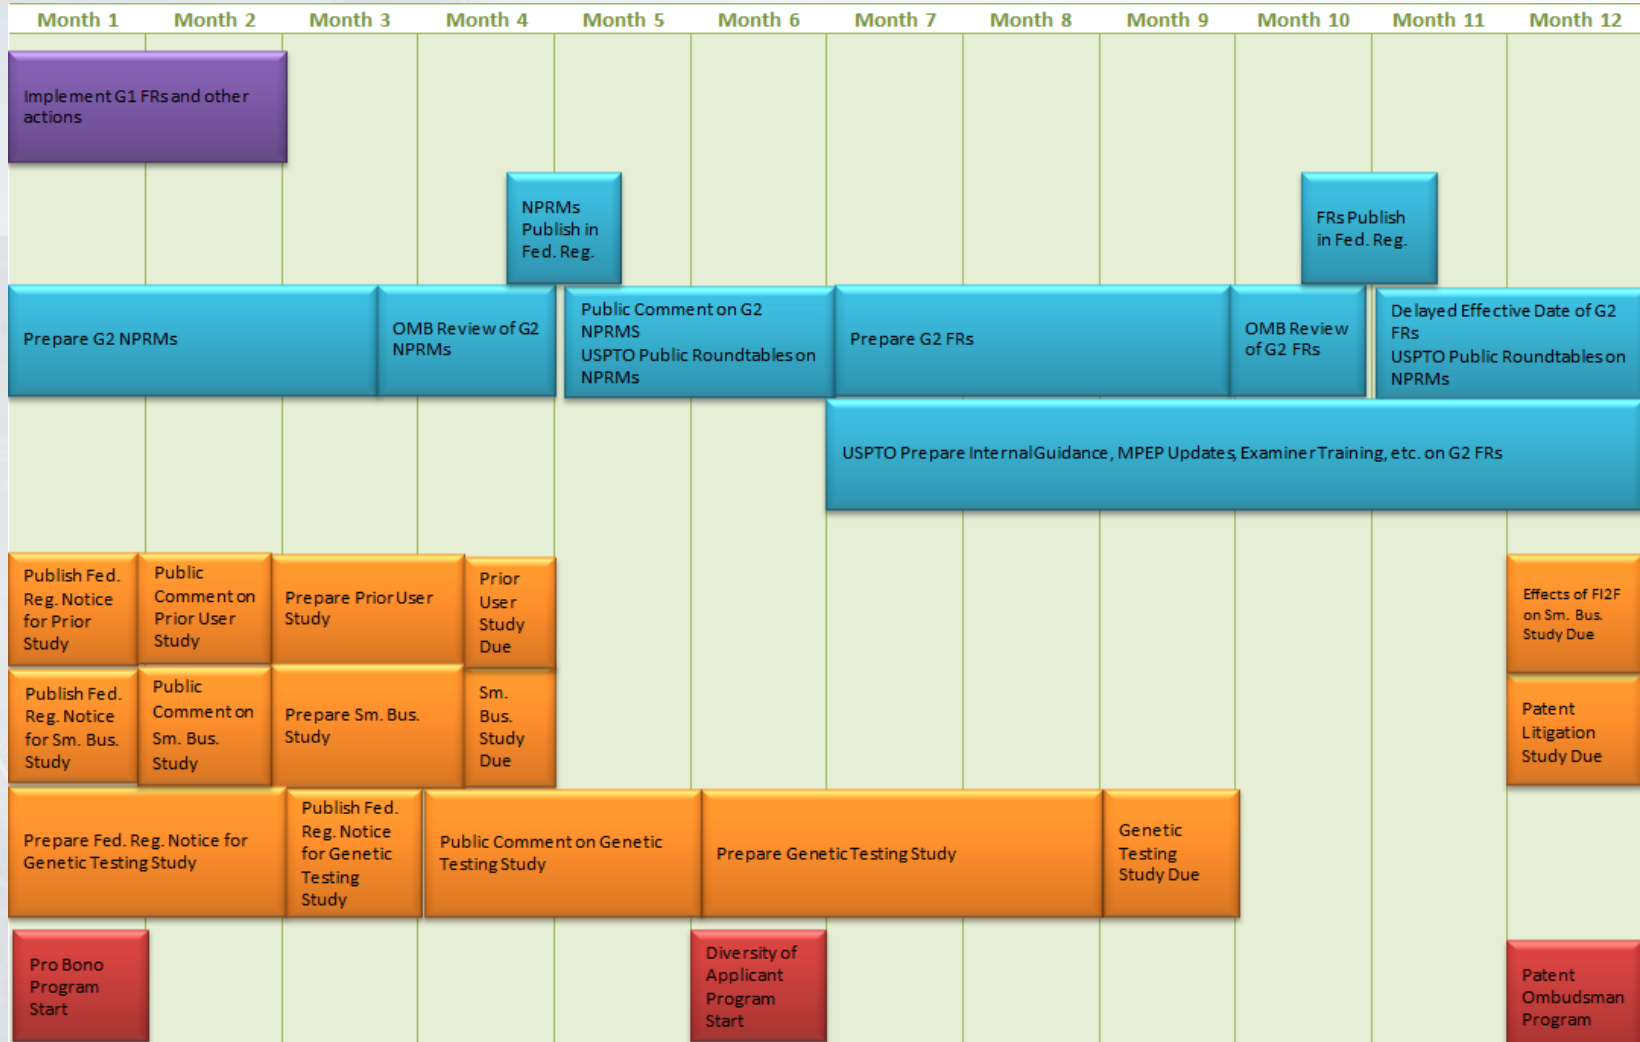 Month 1 Month 2 Month 3 Month 4 Month 5 Month 6 Month 7 Month 8 Month 9 Month 10 Month 11 Month 12
Implement G1 FRs and other
actions
NPRMs
Publish in
Fed. Reg.
FRs Publish
in Fed. Reg.
Prepare G2 NPRMs
OMB Review of G2
NPRMs
Public Comment on G2
NPRMS
USPTO Public Roundtables on
NPRMs
Prepare G2 FRs
OMB Review
of G2 FRs
Delayed Effective Date of G2
FRs
USPTO Public Roundtables on
NPRMs
USPTO Prepare Internal Guidance, MPEP Updates, Examiner Training, etc. on G2 FRs
Publish Fed.
Reg. Notice
for Prior
Study
Public
Comment on
Prior User
Study
Prepare Prior User
Study
Prior
User
Study
Due
Effects of FI2F
on Sm. Bus.
Study Due
Publish Fed.
Reg. Notice
for Sm. Bus.
Study
Public
Comment on
Sm. Bus.
Study
Prepare Sm. Bus.
Study
Sm.
Bus.
Study
Due
Patent
Litigation
Study Due
Prepare Fed. Reg. Notice for
Genetic Testing Study
Publish Fed.
Reg. Notice
for Genetic
Testing
Study
Public Comment on Genetic
Testing Study
Prepare Genetic Testing Study
Genetic
Testing
Study Due
Pro Bono
Program
Start
Diversity of
Applicant
Program
Start
Patent
Ombudsman
Program